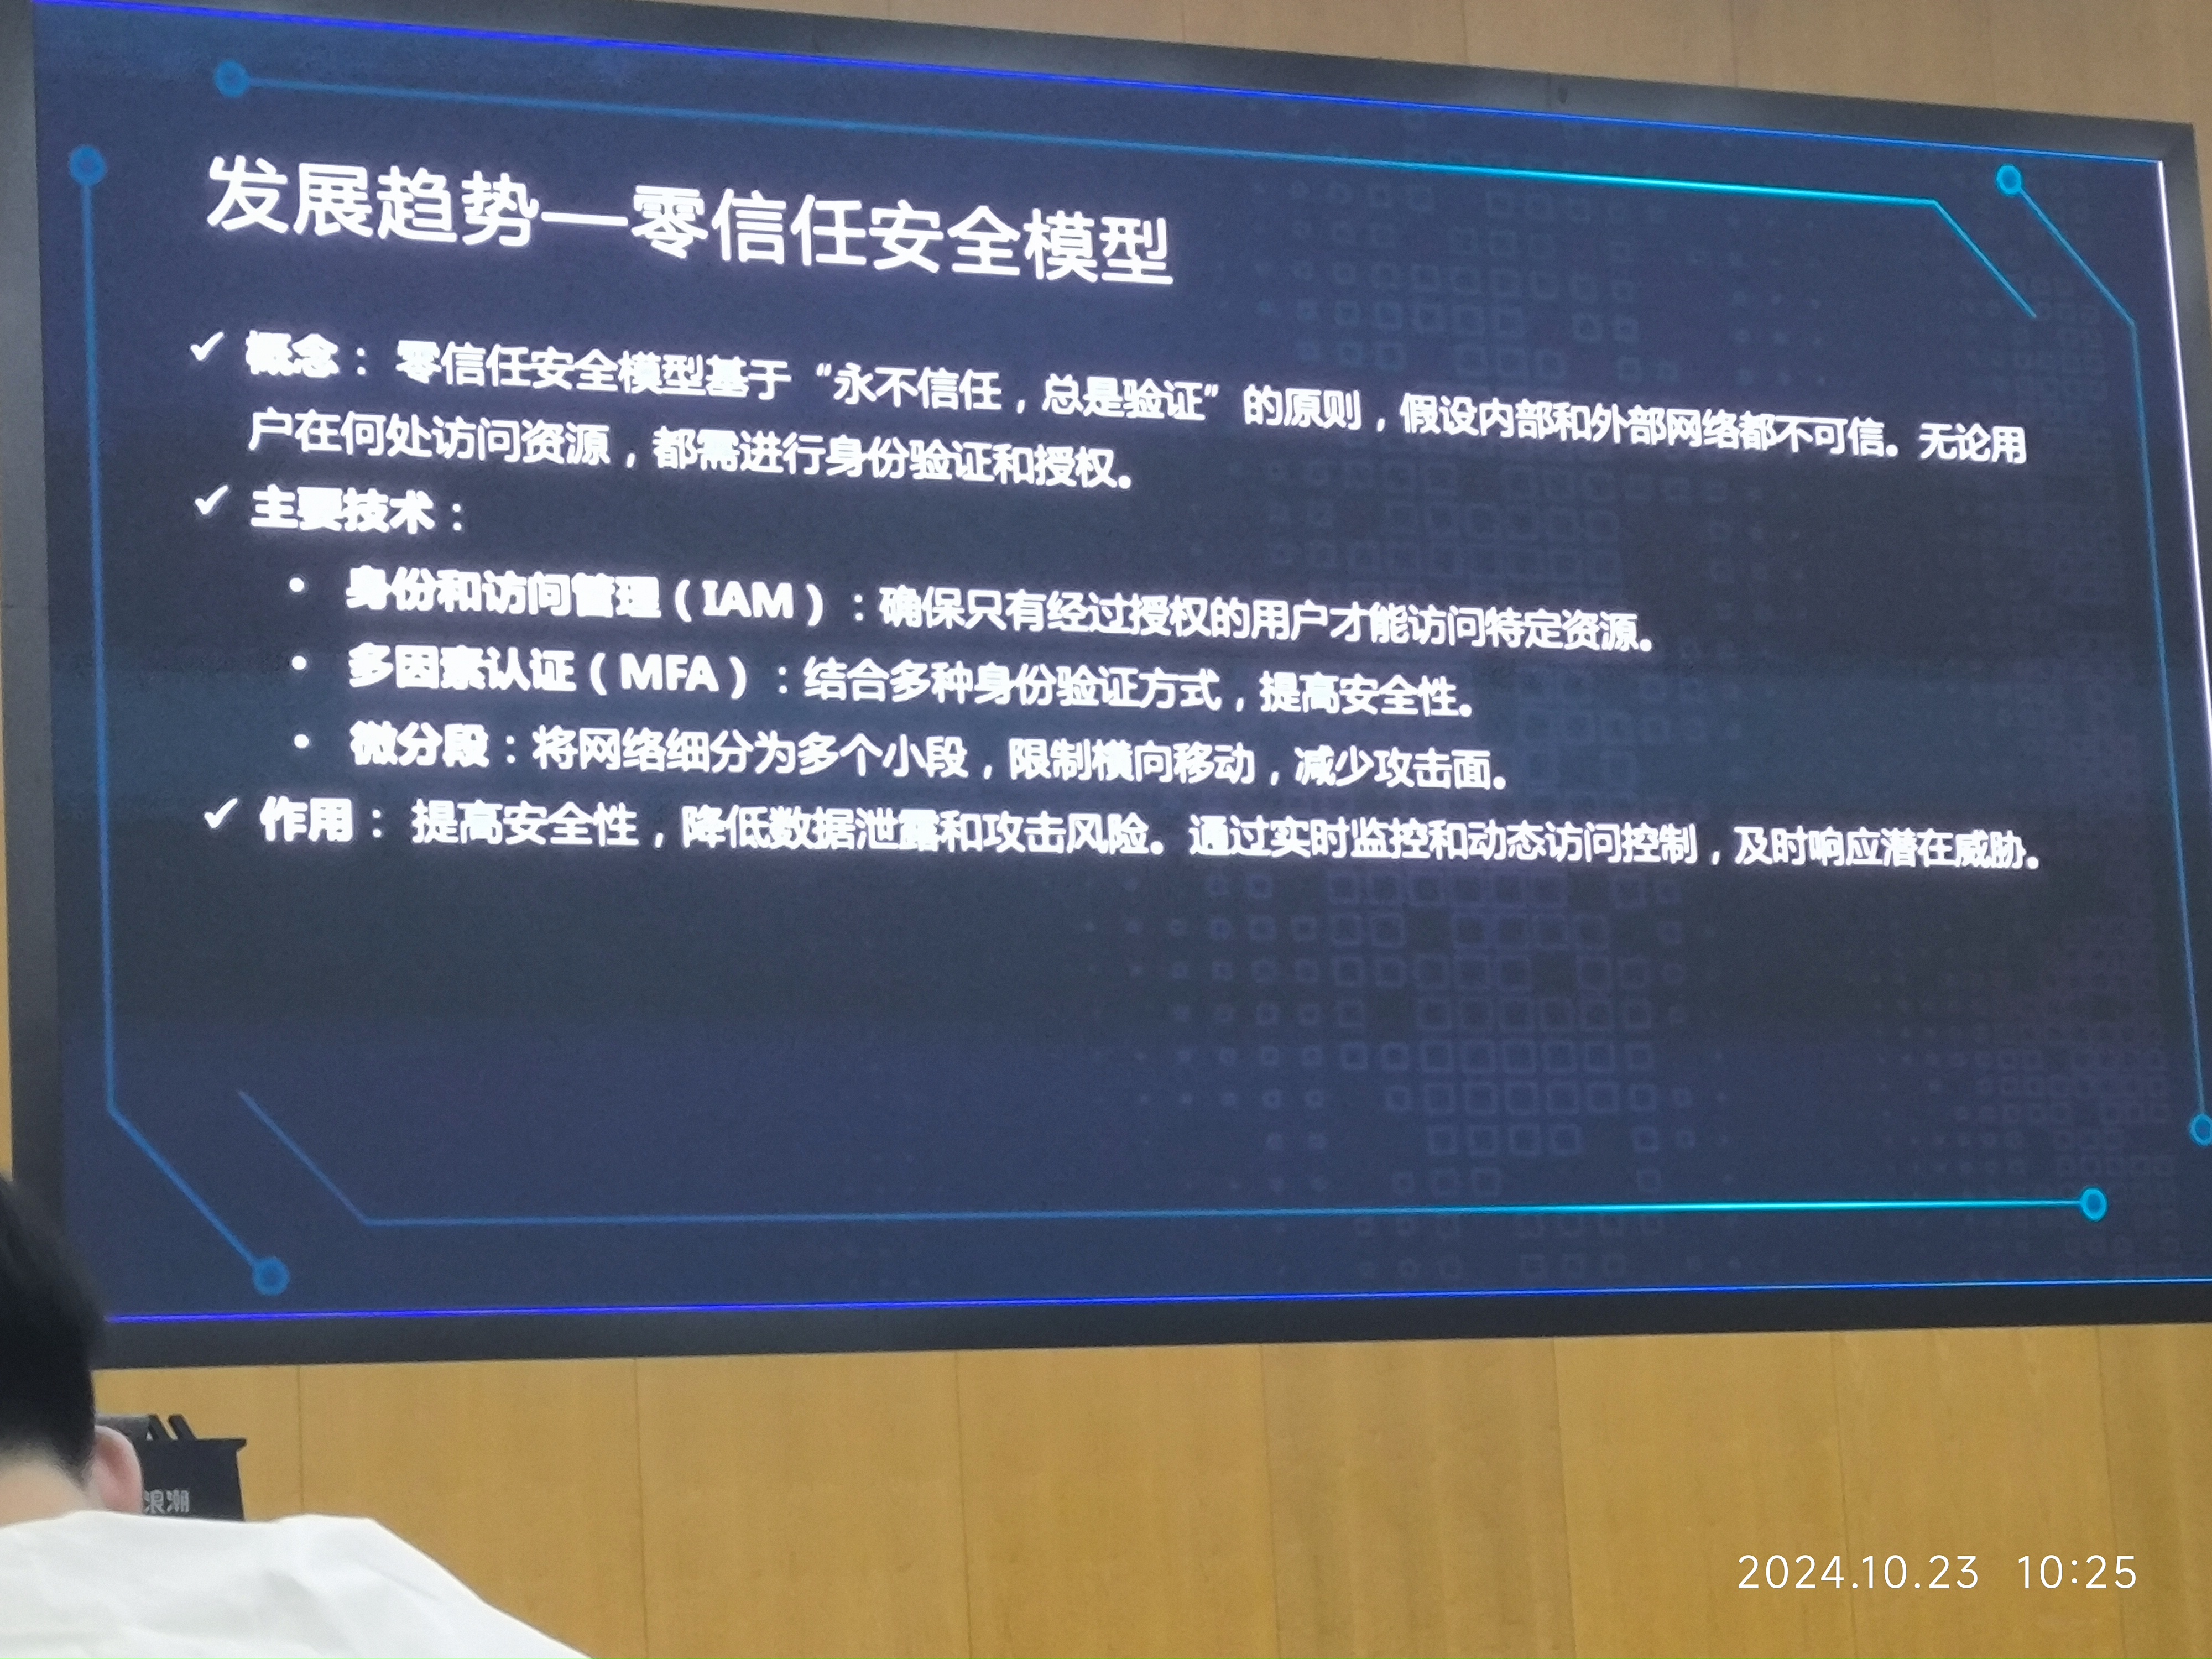 发展趋势—零信任安全模型
✓ 概念： 零信任安全模型基于“永不信任，总是验证”的原则，假设内部和外部网络都不可信。无论用
户在何处访问资源，都需进行身份验证和授权。
✓ 主要技术：
• 身份和访问管理（IAM）：确保只有经过授权的用户才能访问特定资源。
• 多因素认证（MFA）：结合多种身份验证方式，提高安全性。
• 微分段：将网络细分为多个小段，限制横向移动，减少攻击面。
✓ 作用： 提高安全性，降低数据泄露和攻击风险。通过实时监控和动态访问控制，及时响应潜在威胁。
浪潮
2024.10.23 10:25